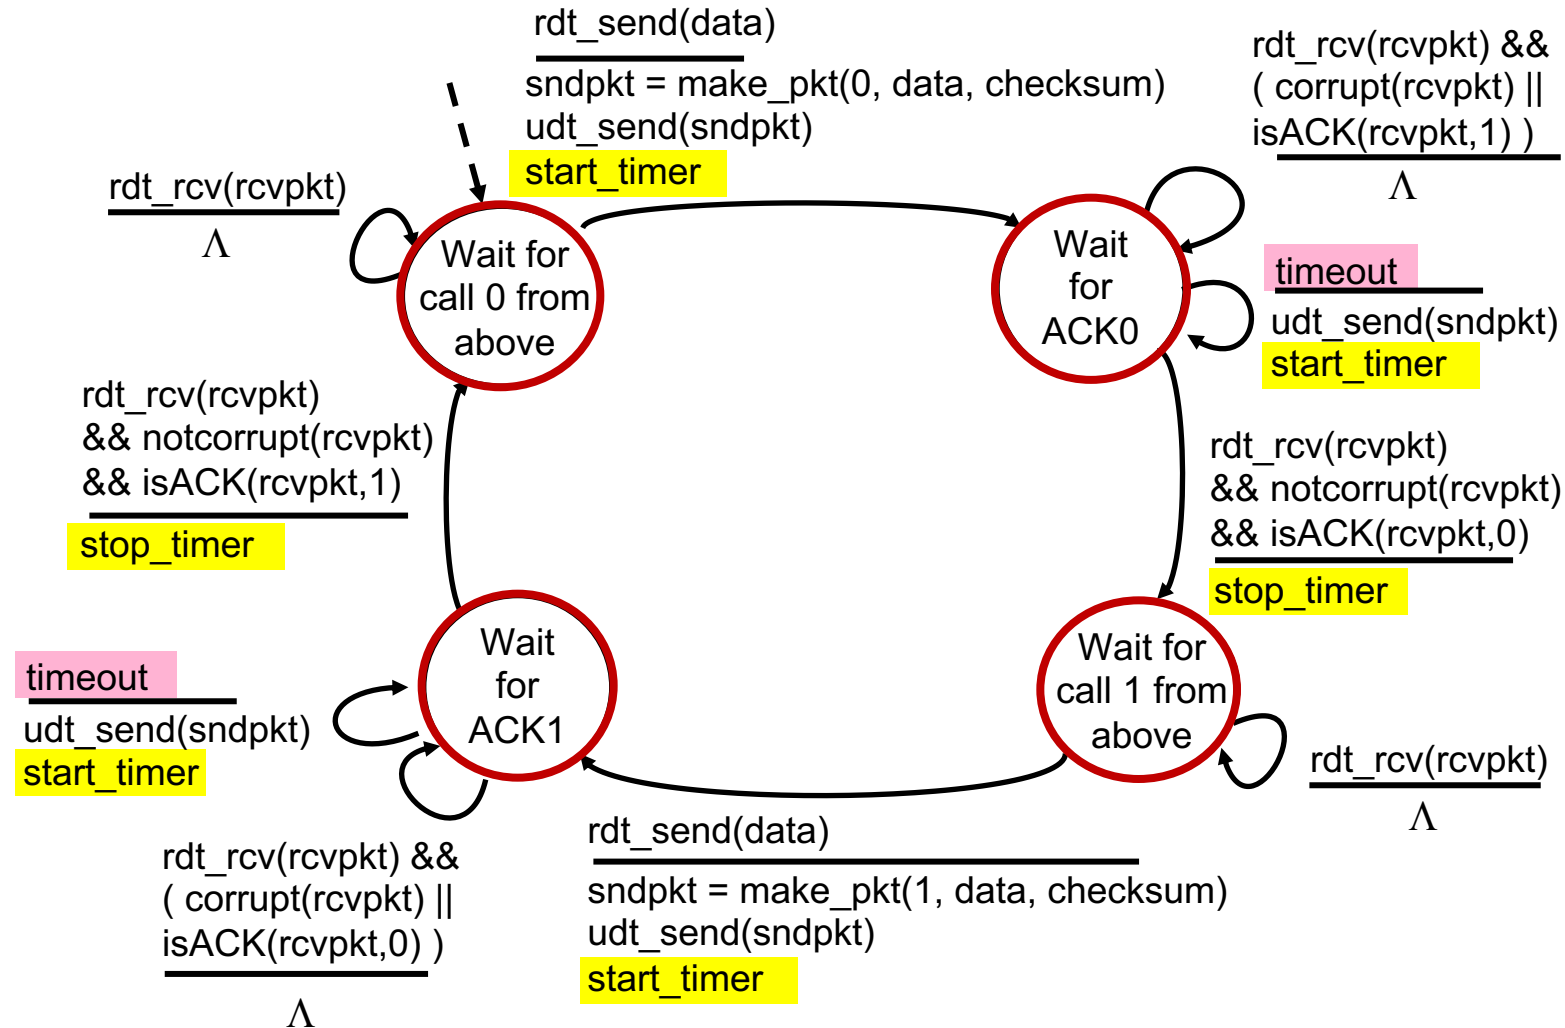 rdt_send(data)
sndpkt = make_pkt(0, data, checksum)
udt_send(sndpkt)
start_timer
rdt_rcv(rcvpkt) &&
( corrupt(rcvpkt) ||
isACK(rcvpkt,1) )
Λ
rdt_rcv(rcvpkt)
Λ
Wait for
call 0 from
above
Wait
for
ACK0
timeout
udt_send(sndpkt)
start_timer
rdt_rcv(rcvpkt)
&& notcorrupt(rcvpkt)
&& isACK(rcvpkt,1)
stop_timer
rdt_rcv(rcvpkt)
&& notcorrupt(rcvpkt)
&& isACK(rcvpkt,0)
stop_timer
Wait
for
ACK1
Wait for
call 1 from
above
timeout
udt_send(sndpkt)
start_timer
rdt_rcv(rcvpkt)
Λ
rdt_rcv(rcvpkt) &&
( corrupt(rcvpkt) ||
isACK(rcvpkt,0) )
Λ
rdt_send(data)
sndpkt = make_pkt(1, data, checksum)
udt_send(sndpkt)
start_timer